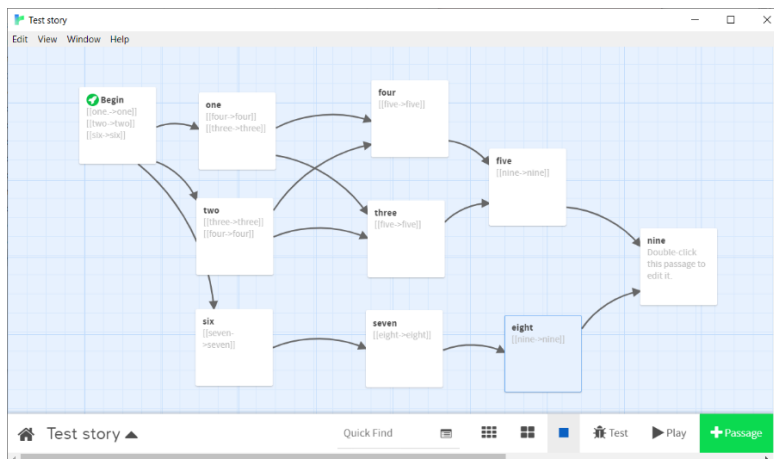 Test story
Edit View Window Help
Begin
[[one_->one]]
[[two->two]]
[[six->six]]
one
[[four->four]]
[[three->three]]
four
[[five->five]]
five
[[nine->nine]]
two
[[three->three]]
[[four->four]]
three
[[five->five]]
nine
Double-click
this passage to
edit it.
six
[[seven-
>seven]]
seven
[[eight->eight]]
eight
[[nine->nine]]
Test story
Quick Find
Test
Play
Passage